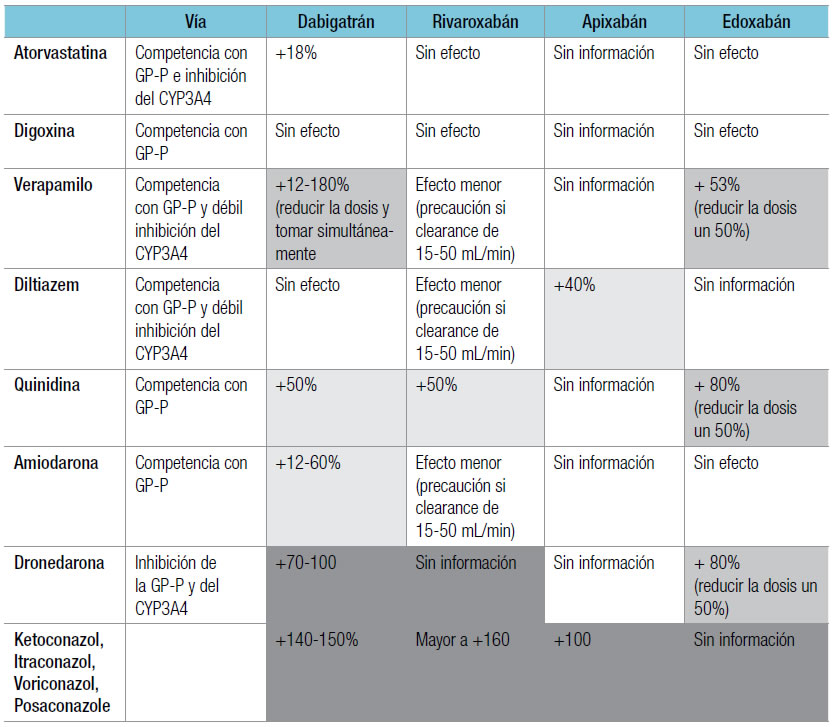 Vía Dabigatrán Rivaroxabán Apixabán Edoxabán
Atorvastatina Competencia con +18% Sin efecto Sin información Sin efecto
GP-P e inhibición
del CYP3A4
Digoxina Competencia con Sin efecto Sin efecto Sin información Sin efecto
GP-P
Verapamilo Competencia +12-180% Efecto menor Sin información + 53%
con GP-P y débil (reducir la dosis y (precaución si (reducir la dosis
inhibición del tomar simultánea- clearance de un 50%)
CYP3A4 mente 15-50 mL/min)
Diltiazem Competencia Sin efecto Efecto menor +40% Sin información
con GP-P y débil (precaución si
inhibición del clearance de
CYP3A4 15-50 mL/min)
Quinidina Competencia con +50% +50% Sin información + 80%
GP-P (reducir la dosis
un 50%)
Amiodarona Competencia con +12-60% Efecto menor Sin información Sin efecto
GP-P (precaución si
clearance de
15-50 mL/min)
Dronedarona Inhibición de +70-100 Sin información Sin información + 80%
la GP-P y del (reducir la dosis un
CYP3A4 50%)
Ketoconazol, +140-150% Mayor a +160 +100 Sin información
Itraconazol,
Voriconazol,
Posaconazole